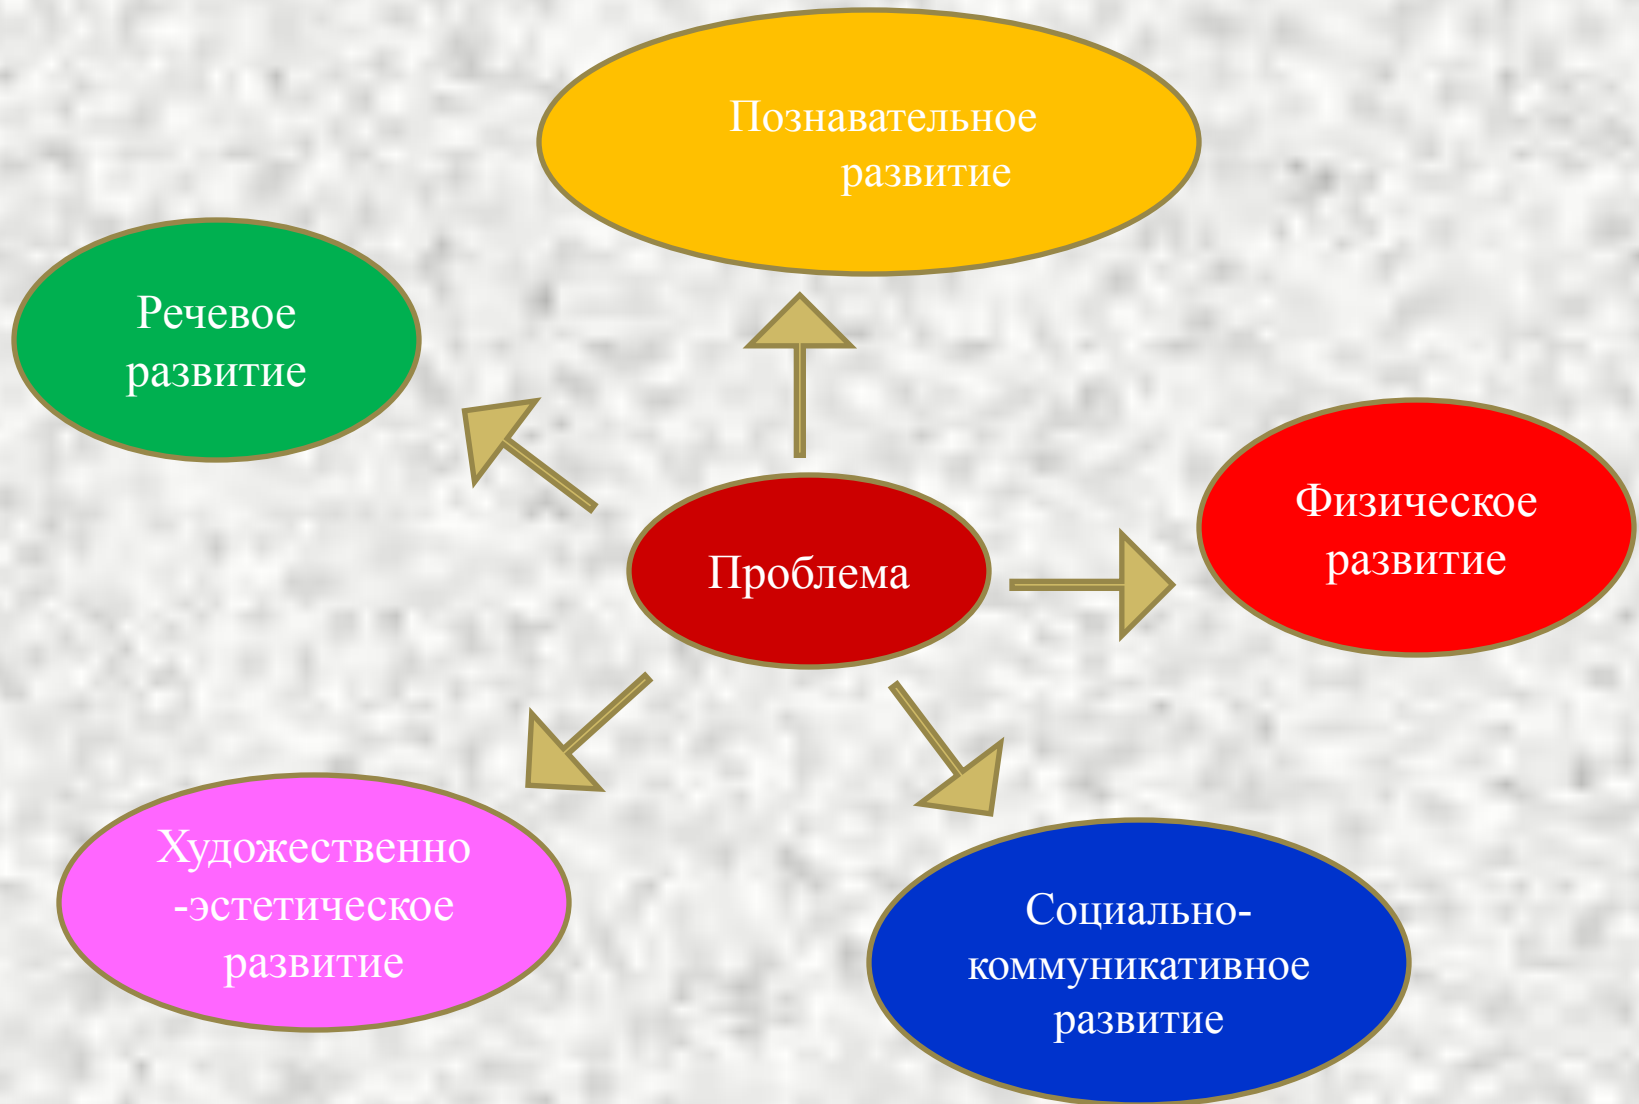 Познавательное
развитие
Речевое
развитие
Физическое
развитие
Проблема
Художественно
-эстетическое
развитие
Социально-
коммуникативное
развитие